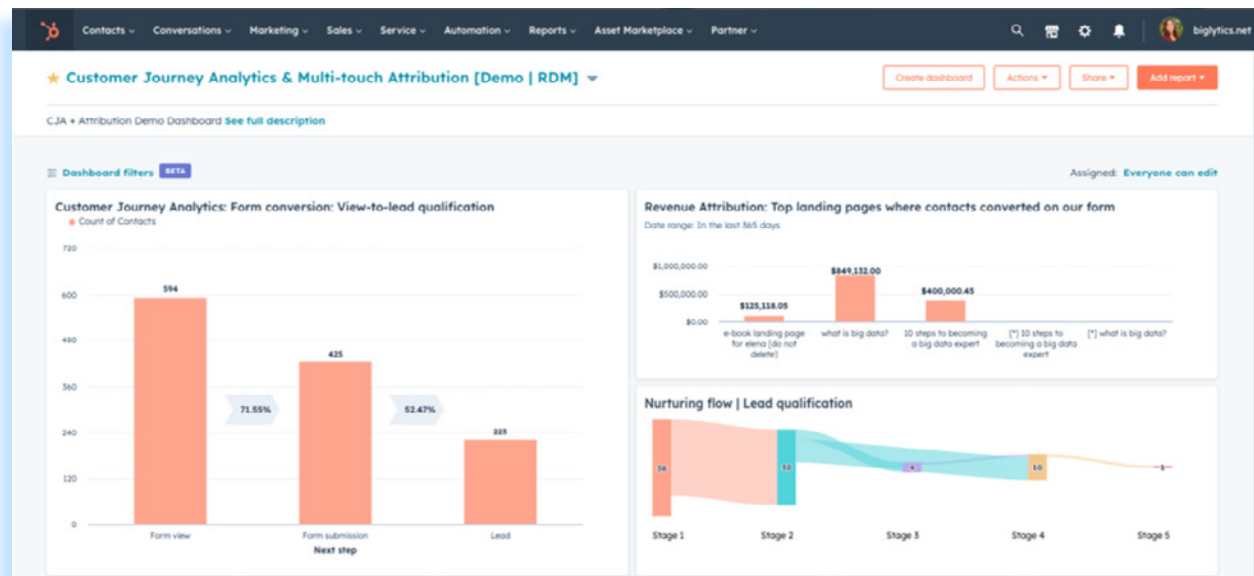 Contacts Conversations Marketing Sales Service Automation Reports Asset Marketplace Partner biglytics.net
Customer Journey Analytics & Multi-touch Attribution [Demo | RDM]
Create dashboard Actions Share Add report
CJA + Attribution Demo Dashboard See full description
Dashboard filters BETA
Assigned: Everyone can edit
Customer Journey Analytics: Form conversion: View-to-lead qualification
Count of Contacts
720
600
480
360
240
120
0
594
425
71.55%
52.47%
Form view
Form submission
Lead
Next step
Revenue Attribution: Top landing pages where contacts converted on our form
Date range: In the last 365 days
$1,000,000.00
$500,000.00
$0.00
$125,118.05
$849,132.00
$400,000.45
e-book landing page
for elena [do not
delete]
what is big data?
10 steps to becoming
a big data expert
[*] 10 steps to
becoming a big data
expert
[*] what is big data?
Nurturing flow | Lead qualification
50
4
10
Stage 1
Stage 2
Stage 3
Stage 4
Stage 5